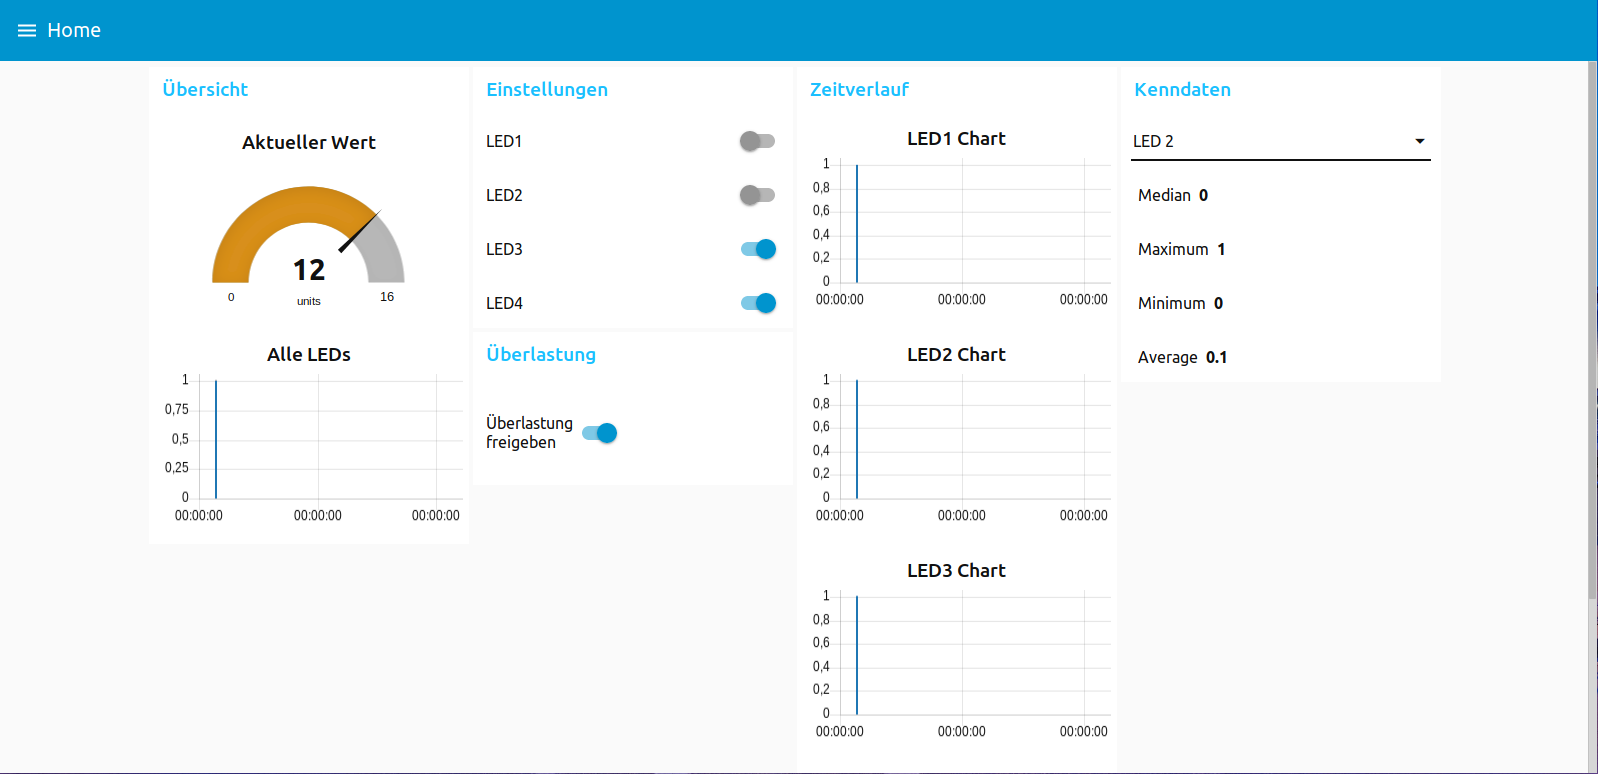 Home
Übersicht
Aktueller Wert
12
units
0
16
Alle LEDs
1
0,75
0,5
0,25
0
00:00:00 00:00:00 00:00:00
Einstellungen
LED1
LED2
LED3
LED4
Überlastung
Überlastung
freigeben
Zeitverlauf
LED1 Chart
1
0,8
0,6
0,4
0,2
0
00:00:00 00:00:00 00:00:00
LED2 Chart
1
0,8
0,6
0,4
0,2
0
00:00:00 00:00:00 00:00:00
LED3 Chart
1
0,8
0,6
0,4
0,2
0
00:00:00 00:00:00 00:00:00
Kenndaten
LED 2
Median 0
Maximum 1
Minimum 0
Average 0.1